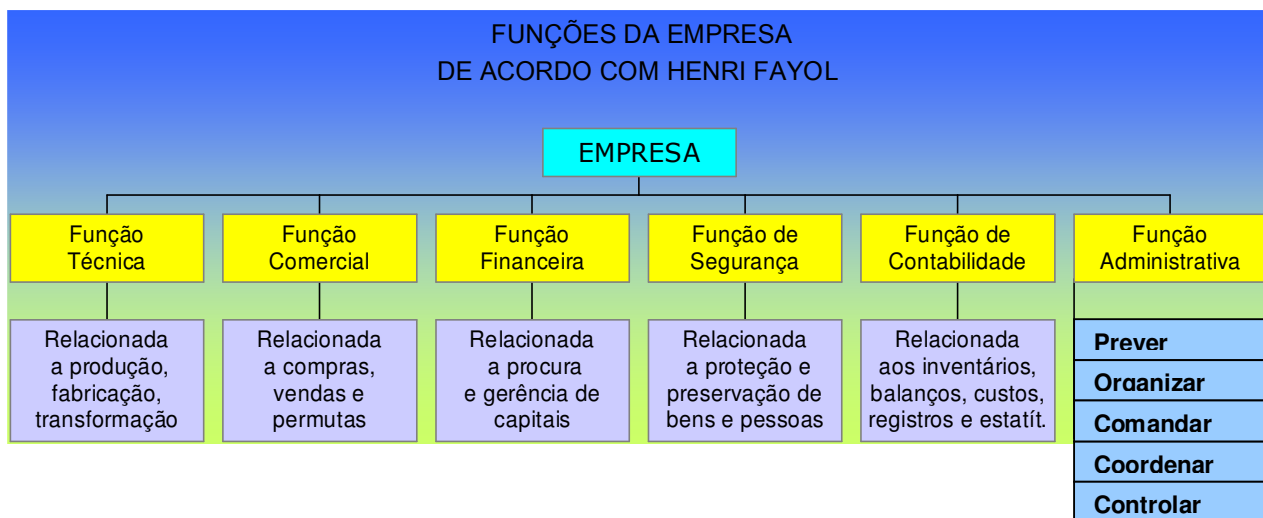 FUNÇÕES DA EMPRESA
DE ACORDO COM HENRI FAYOL
EMPRESA
Função
Técnica
Função
Comercial
Função
Financeira
Função de
Segurança
Função de
Contabilidade
Função
Administrativa
Relacionada
a produção,
fabricação,
transformação
Relacionada
a compras,
vendas e
permutas
Relacionada
a procura
e gerência de
capitais
Relacionada
a proteção e
preservação de
bens e pessoas
Relacionada
aos inventários,
balanços, custos,
registros e estatít.
Prever
Organizar
Comandar
Coordenar
Controlar